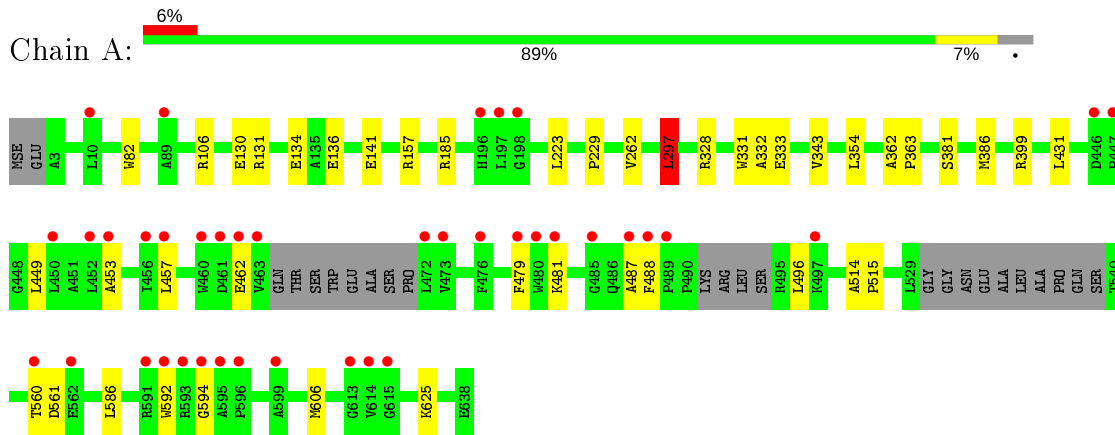 6%
Chain A:
89%
7%
•
MSE GLU A3 L10 W82 A89 R106 E130 R131 E134 A135 E136 E141 R157 R185 H196 L197 G198 L223 P229 V262 L297 R328 W331 A332 E333 V343 L354 A362 P363 S381 M386 R399 L431 D446 R447
G448 L449 L450 A451 L452 A453 I456 L457 W460 D461 E462 V463 GLN THR SER TRP GLU ALA SER PRO L472 V473 F476 F479 W480 K481 G485 Q486 A487 F488 P489 P490 LYS ARG LEU SER R495 L496 K497 A514 P515 L529 GLY GLY ASN GLU ALA LEU ALA ALA PRO GLN SER T540
T560 D561 E562 L586 R591 W592 R593 G594 A595 P596 A599 M606 G613 V614 G615 K625 E638